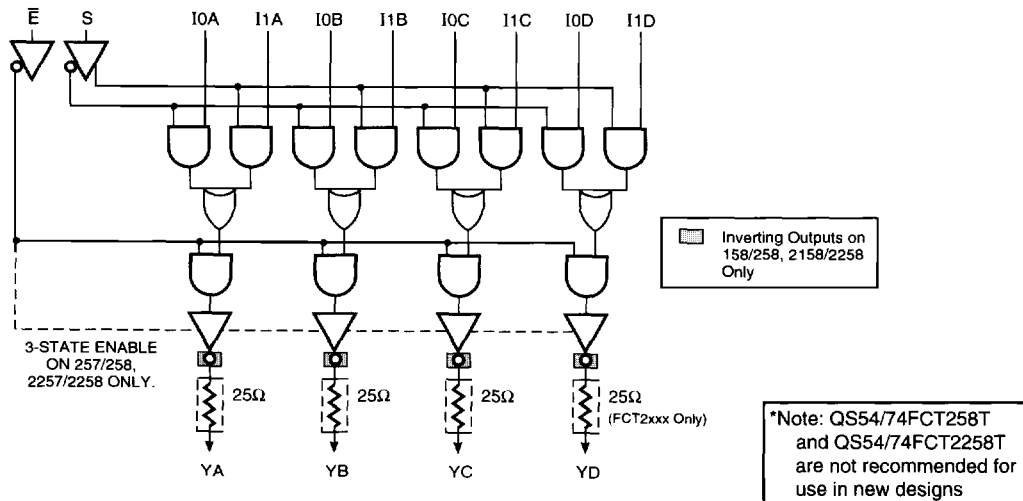 E̅ S I0A I1A I0B I1B I0C I1C I0D I1D
Inverting Outputs on
158/258, 2158/2258
Only
3-STATE ENABLE
ON 257/258,
2257/2258 ONLY.
25Ω 25Ω 25Ω 25Ω
(FCT2xxx Only)
YA YB YC YD
*Note: QS54/74FCT258T
and QS54/74FCT2258T
are not recommended for
use in new designs